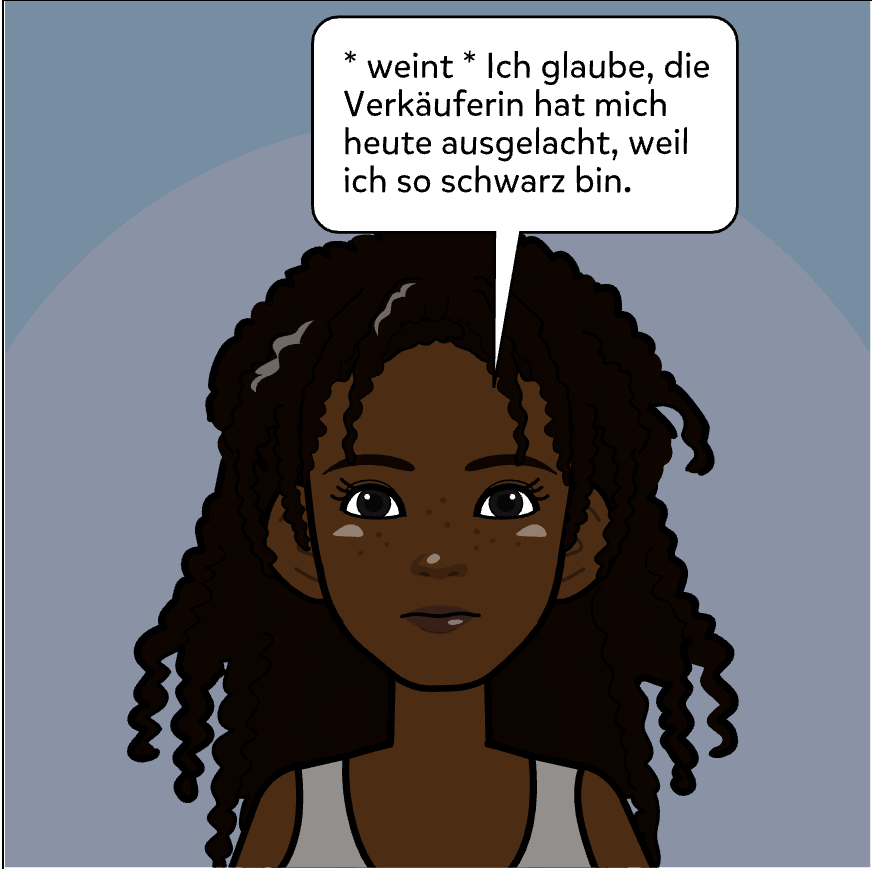 * weint * Ich glaube, die
Verkäuferin hat mich
heute ausgelacht, weil
ich so schwarz bin.